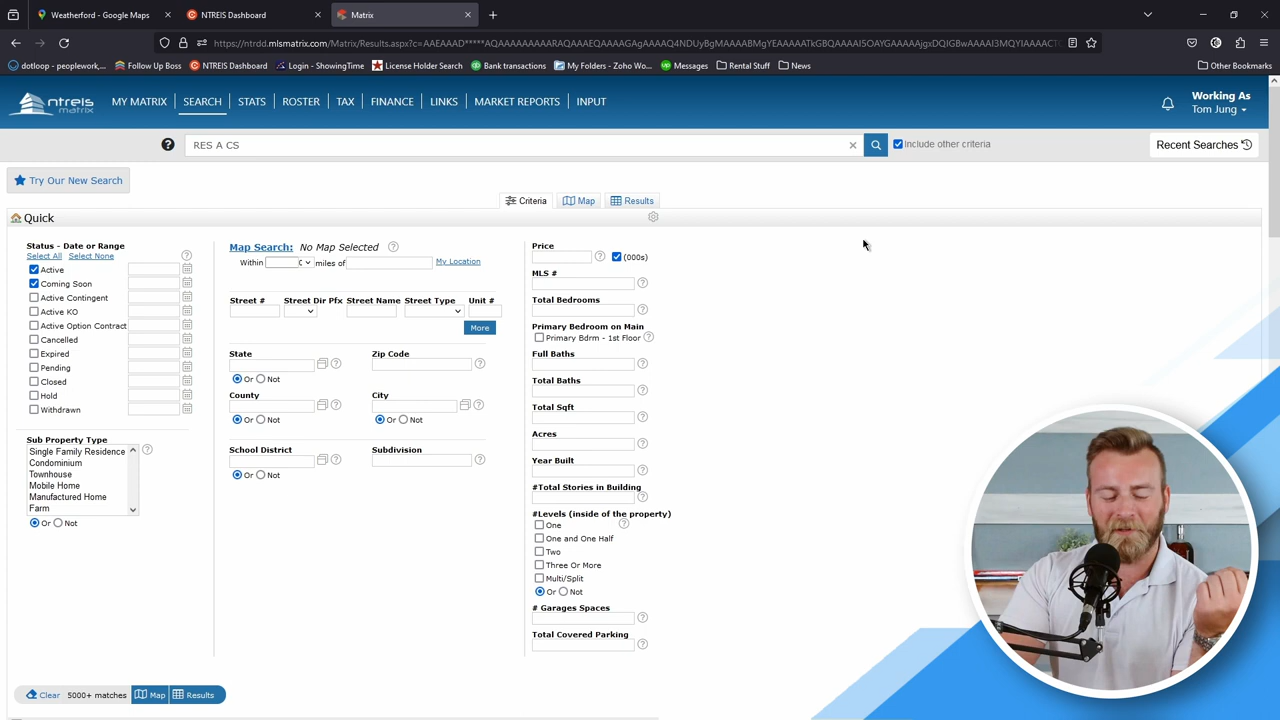 Weatherford - Google Maps
NTREIS Dashboard
Matrix
https://ntrdd.mlsmatrix.com/Matrix/Results.aspx?c=
dotloop - peoplework,...
Follow Up Boss
NTREIS Dashboard
Login - ShowingTime
License Holder Search
Bank transactions
My Folders - Zoho Wo...
Messages
Rental Stuff
News
Other Bookmarks
ntreis
matrix
MY MATRIX
SEARCH
STATS
ROSTER
TAX
FINANCE
LINKS
MARKET REPORTS
INPUT
Working As
Tom Jung
RES A CS
Include other criteria
Recent Searches
Try Our New Search
Criteria
Map
Results
Quick
Status - Date or Range
Select All Select None
Active
Coming Soon
Active Contingent
Active KO
Active Option Contract
Cancelled
Expired
Pending
Closed
Hold
Withdrawn
Sub Property Type
Single Family Residence
Condominium
Townhouse
Mobile Home
Manufactured Home
Farm
Or Not
Map Search: No Map Selected
Within miles of My Location
Street # Street Dir Pfx Street Name Street Type Unit #
More
State Zip Code
Or Not
County City
Or Not Or Not
School District Subdivision
Or Not
Price
(000s)
MLS #
Total Bedrooms
Primary Bedroom on Main
Primary Bdrm - 1st Floor
Full Baths
Total Baths
Total Sqft
Acres
Year Built
#Total Stories in Building
#Levels (inside of the property)
One
One and One Half
Two
Three Or More
Multi/Split
Or Not
# Garages Spaces
Total Covered Parking
Clear 5000+ matches Map Results